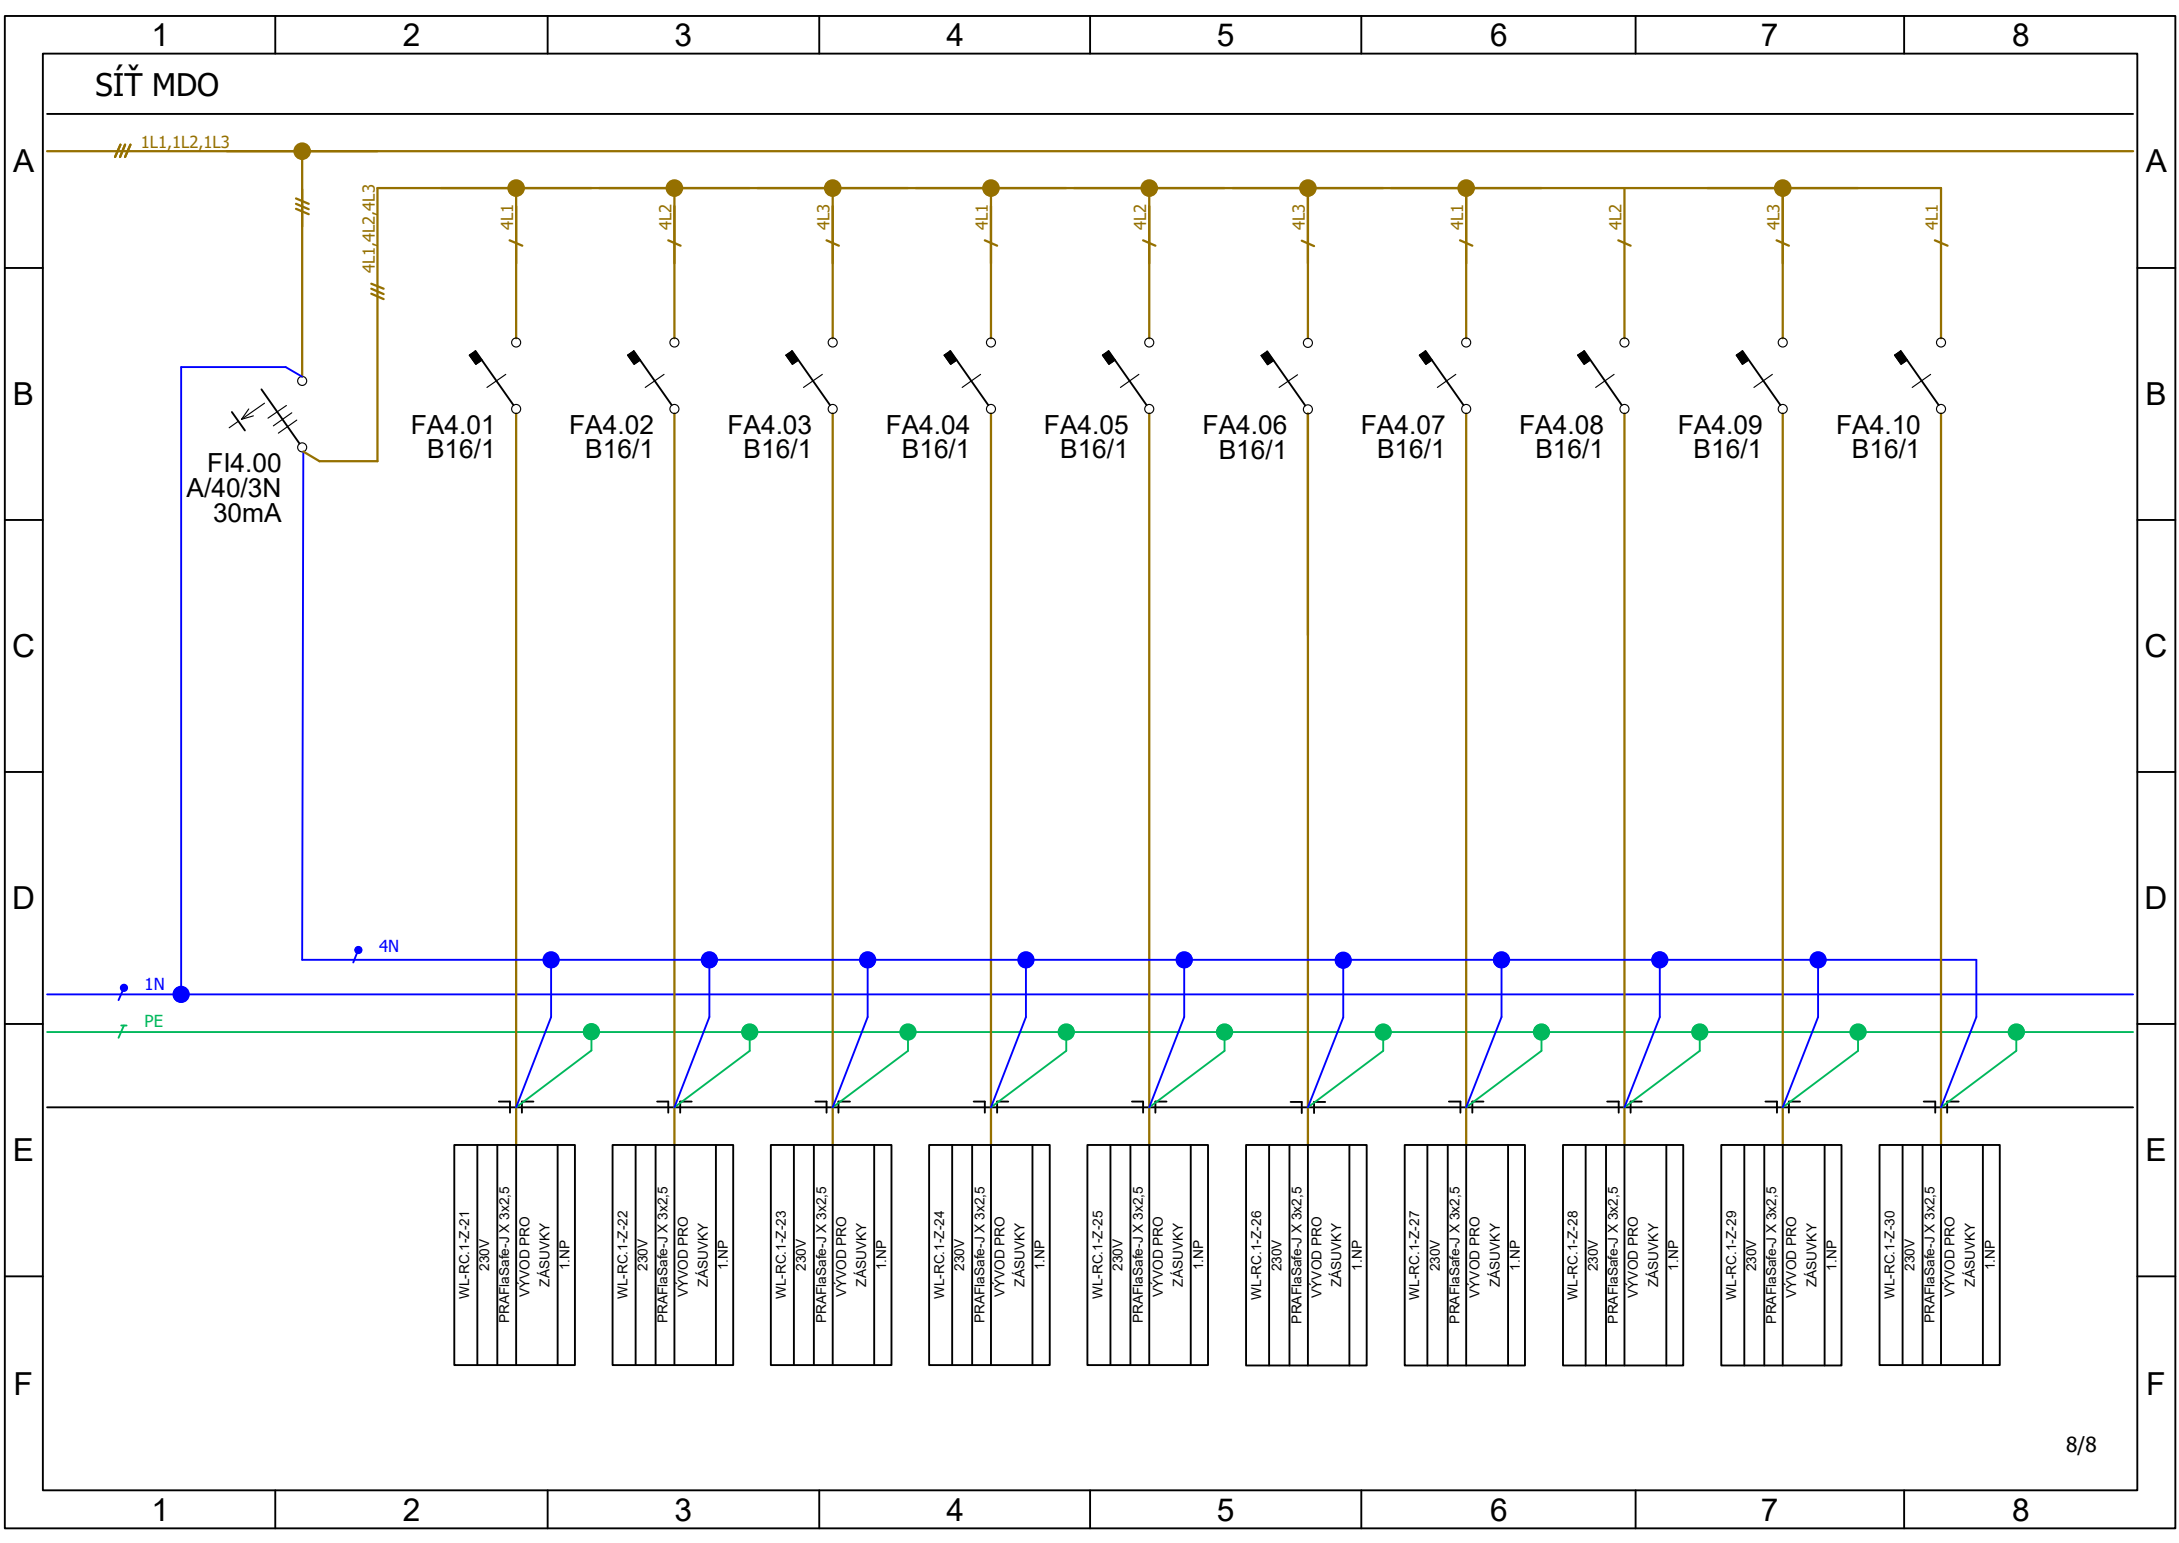 1 2 3 4 5 6 7 8
SÍŤ MDO
A A
1L1,1L2,1L3
4L1,4L2,4L3
4L1 4L2 4L3 4L1 4L2 4L3 4L1 4L2 4L3 4L1
B B
FI4.00
A/40/3N
30mA
FA4.01
B16/1
FA4.02
B16/1
FA4.03
B16/1
FA4.04
B16/1
FA4.05
B16/1
FA4.06
B16/1
FA4.07
B16/1
FA4.08
B16/1
FA4.09
B16/1
FA4.10
B16/1
C C
D D
4N
1N
PE
E E
WL-RC.1-Z-21
230V
PRAFlaSafe-J X 3x2,5
VÝVOD PRO
ZÁSUVKY
1.NP
WL-RC.1-Z-22
230V
PRAFlaSafe-J X 3x2,5
VÝVOD PRO
ZÁSUVKY
1.NP
WL-RC.1-Z-23
230V
PRAFlaSafe-J X 3x2,5
VÝVOD PRO
ZÁSUVKY
1.NP
WL-RC.1-Z-24
230V
PRAFlaSafe-J X 3x2,5
VÝVOD PRO
ZÁSUVKY
1.NP
WL-RC.1-Z-25
230V
PRAFlaSafe-J X 3x2,5
VÝVOD PRO
ZÁSUVKY
1.NP
WL-RC.1-Z-26
230V
PRAFlaSafe-J X 3x2,5
VÝVOD PRO
ZÁSUVKY
1.NP
WL-RC.1-Z-27
230V
PRAFlaSafe-J X 3x2,5
VÝVOD PRO
ZÁSUVKY
1.NP
WL-RC.1-Z-28
230V
PRAFlaSafe-J X 3x2,5
VÝVOD PRO
ZÁSUVKY
1.NP
WL-RC.1-Z-29
230V
PRAFlaSafe-J X 3x2,5
VÝVOD PRO
ZÁSUVKY
1.NP
WL-RC.1-Z-30
230V
PRAFlaSafe-J X 3x2,5
VÝVOD PRO
ZÁSUVKY
1.NP
F F
8/8
1 2 3 4 5 6 7 8